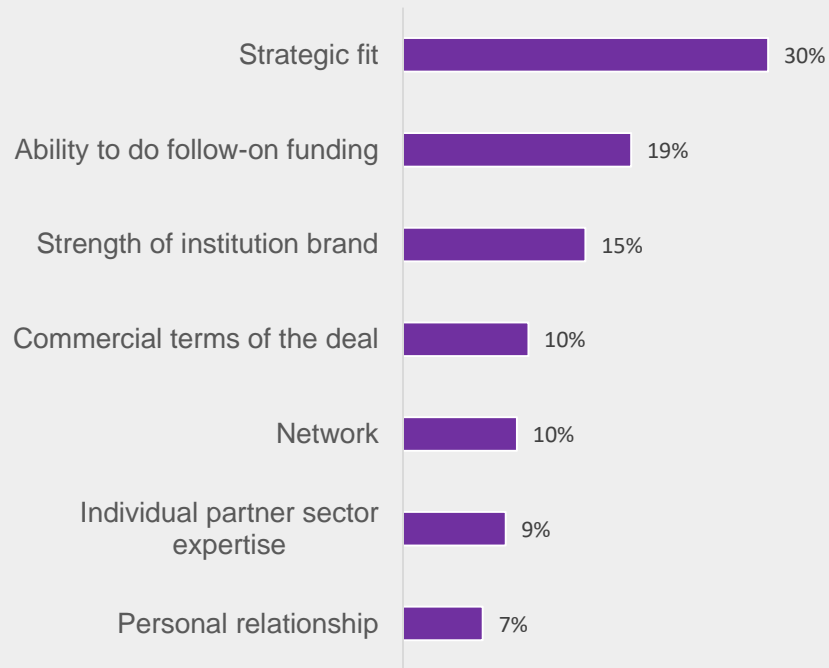 Strategic fit 30%
Ability to do follow-on funding 19%
Strength of institution brand 15%
Commercial terms of the deal 10%
Network 10%
Individual partner sector
expertise 9%
Personal relationship 7%